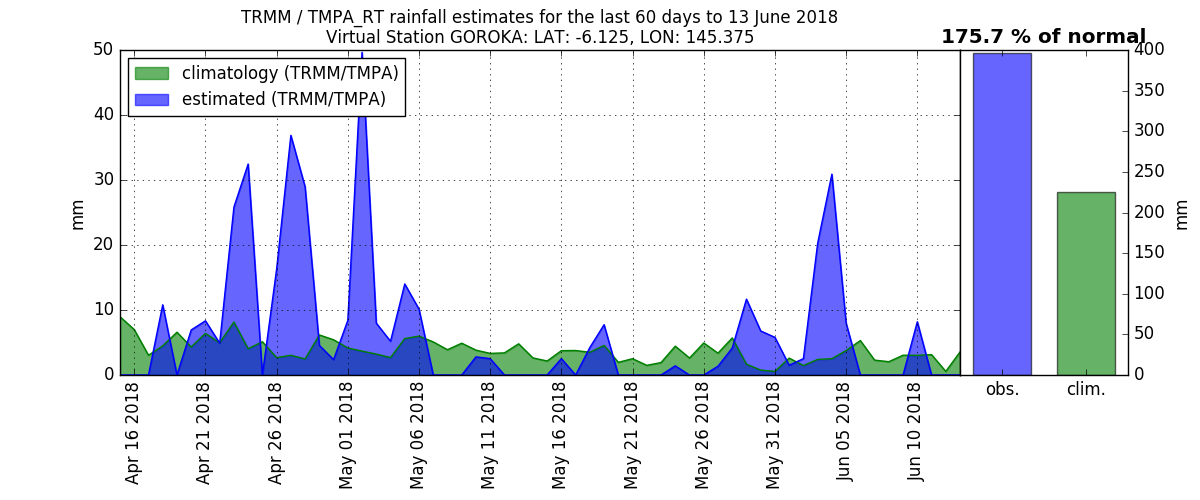 TRMM / TMPA_RT rainfall estimates for the last 60 days to 13 June 2018
Virtual Station GOROKA: LAT: -6.125, LON: 145.375
175.7 % of normal
climatology (TRMM/TMPA)
estimated (TRMM/TMPA)
mm
50
40
30
20
10
0
Apr 16 2018
Apr 21 2018
Apr 26 2018
May 01 2018
May 06 2018
May 11 2018
May 16 2018
May 21 2018
May 26 2018
May 31 2018
Jun 05 2018
Jun 10 2018
obs.
clim.
400
350
300
250
200
150
100
50
0
mm